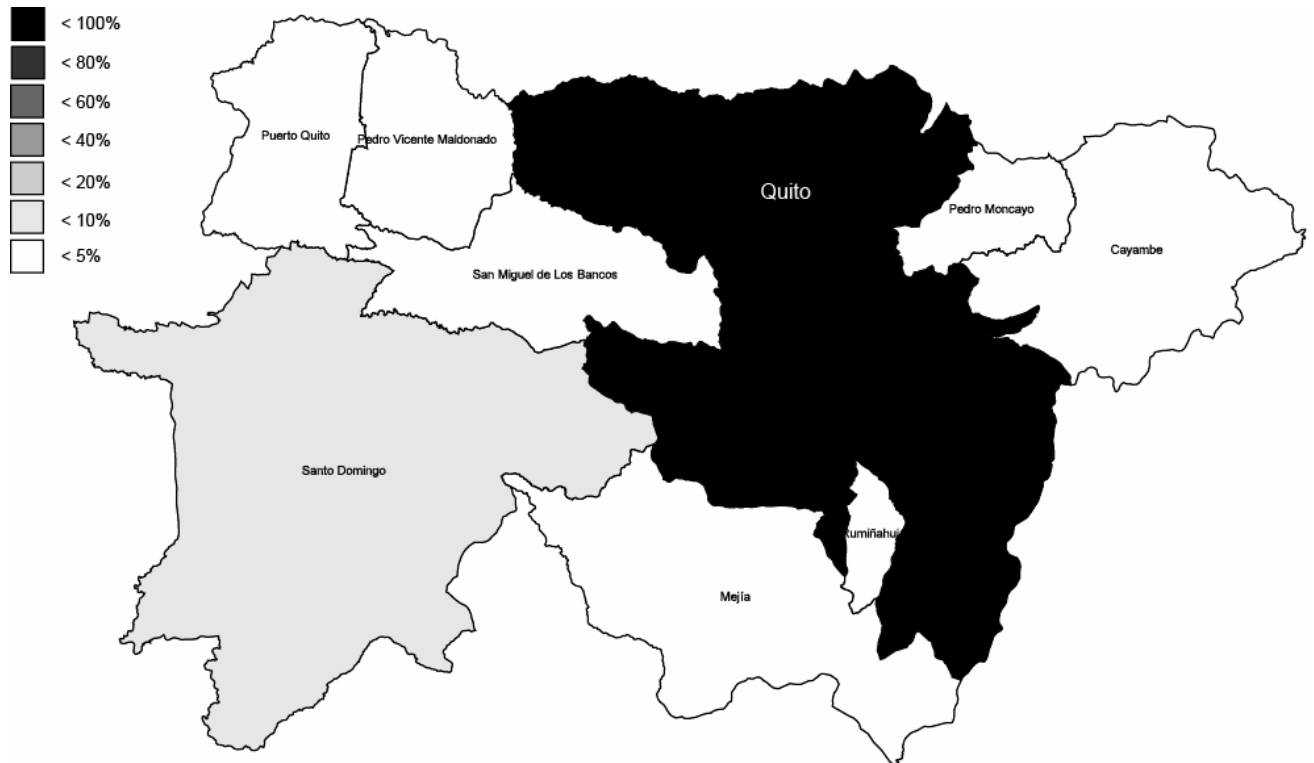 < 100%
< 80%
< 60%
< 40%
< 20%
< 10%
< 5%
Puerto Quito
Pedro Vicente Maldonado
Quito
Pedro Moncayo
Cayambe
San Miguel de Los Bancos
Santo Domingo
Rumiñahui
Mejía